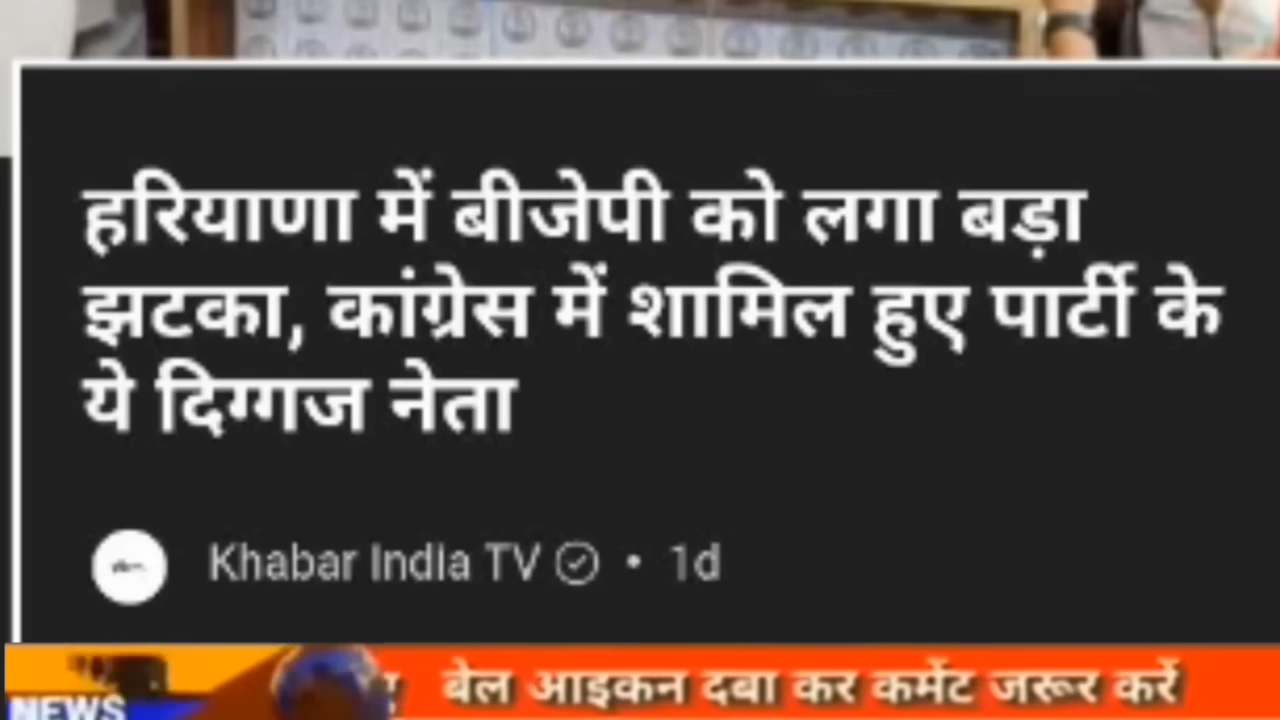 हरियाणा में बीजेपी को लगा बड़ा
झटका, कांग्रेस में शामिल हुए पार्टी के
ये दिग्गज नेता
Khabar India TV • 1d
बेल आइकन दबा कर कमेंट जरूर करें
NEWS